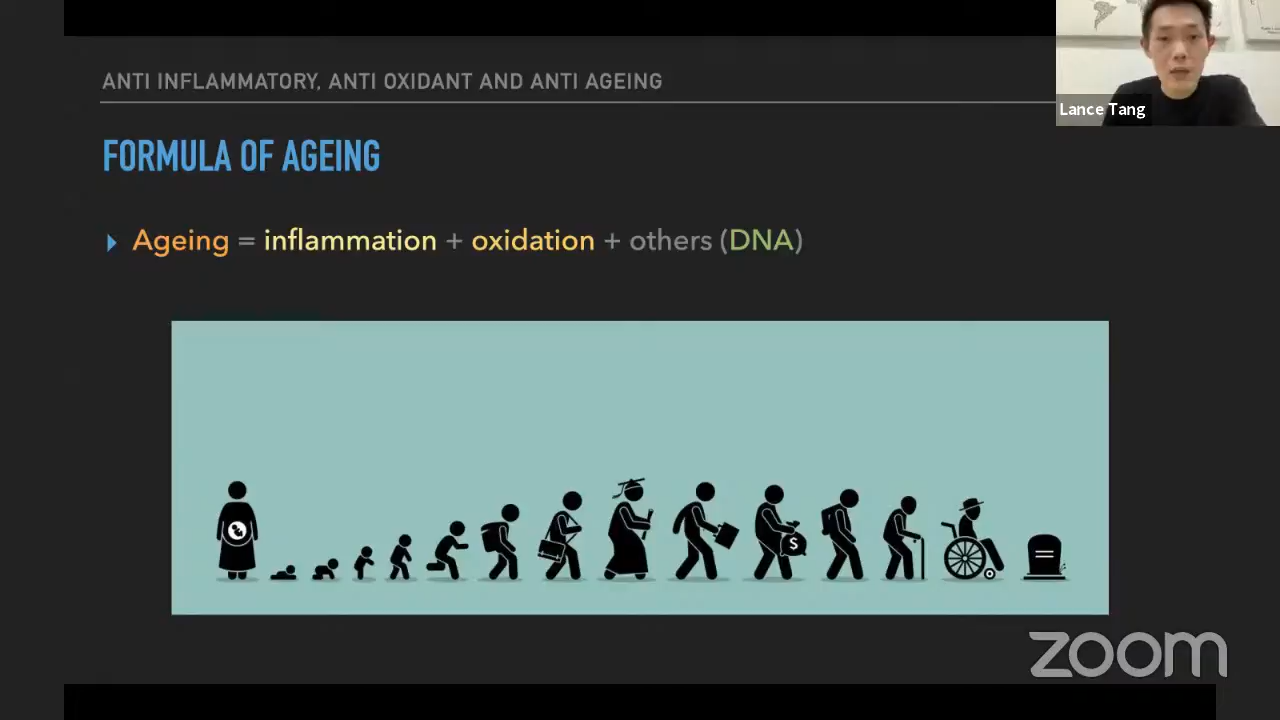 ANTI INFLAMMATORY, ANTI OXIDANT AND ANTI AGEING
Lance Tang
FORMULA OF AGEING
Ageing = inflammation + oxidation + others (DNA)
$
zoom